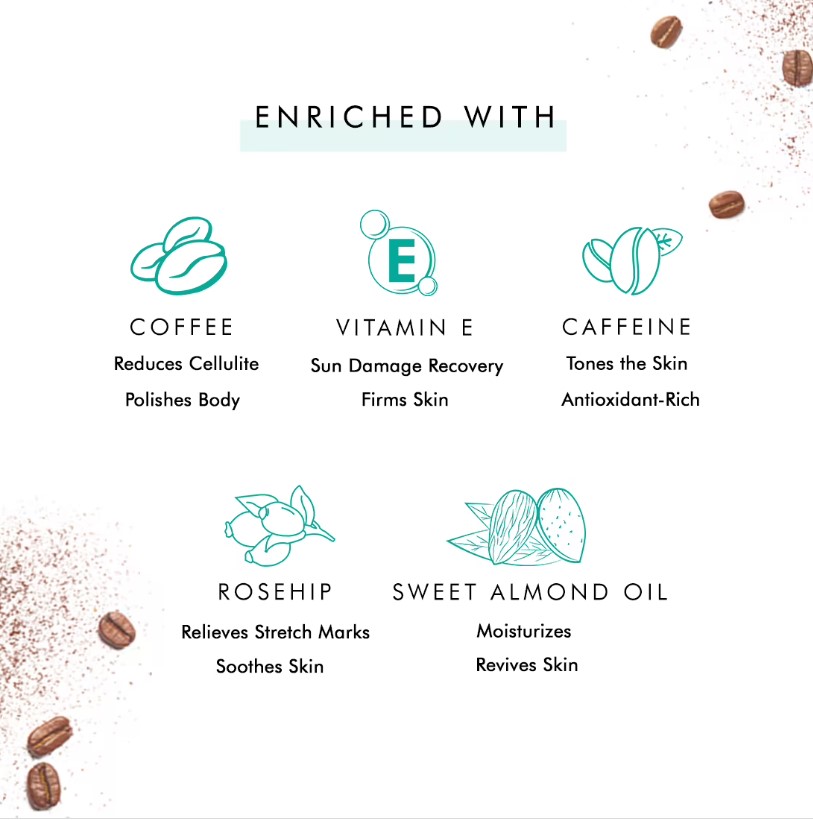 ENRICHED WITH
E
COFFEE
Reduces Cellulite
Polishes Body
VITAMIN E
Sun Damage Recovery
Firms Skin
CAFFEINE
Tones the Skin
Antioxidant-Rich
ROSEHIP
Relieves Stretch Marks
Soothes Skin
SWEET ALMOND OIL
Moisturizes
Revives Skin